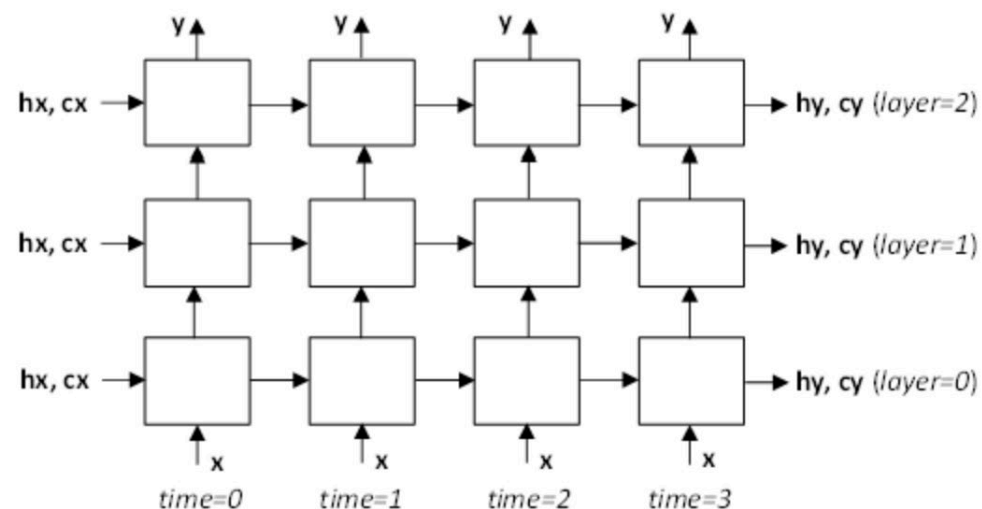 y y y y
hx, cx hy, cy (layer=2)
hx, cx hy, cy (layer=1)
hx, cx hy, cy (layer=0)
x x x x
time=0 time=1 time=2 time=3